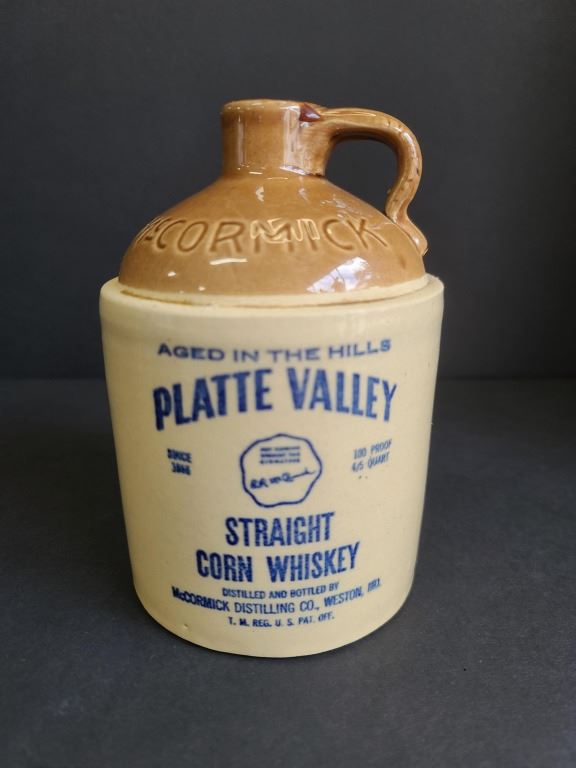 McCORMICK
AGED IN THE HILLS
PLATTE VALLEY
SINCE
100 PROOF
4/5 QUART
STRAIGHT
CORN WHISKEY
DISTILLED AND BOTTLED BY
McCORMICK DISTILLING CO., WESTON, MO.
T. M. REG. U. S. PAT. OFF.